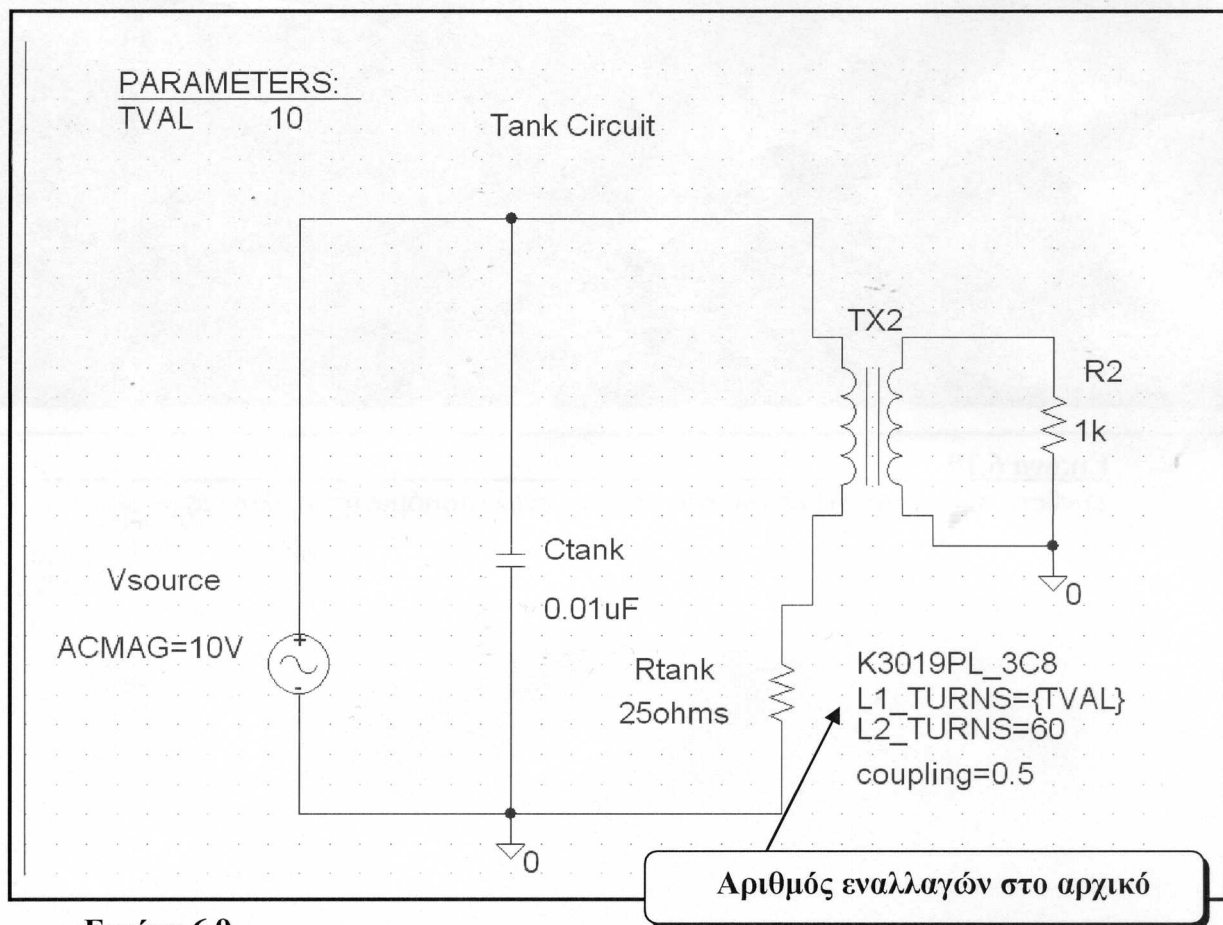 PARAMETERS:
TVAL 10
Tank Circuit
TX2
R2
1k
Ctank
0.01uF
Vsource
ACMAG=10V
+
-
0
Rtank
25ohms
K3019PL_3C8
L1_TURNS={TVAL}
L2_TURNS=60
coupling=0.5
0
Αριθμός εναλλαγών στο αρχικό